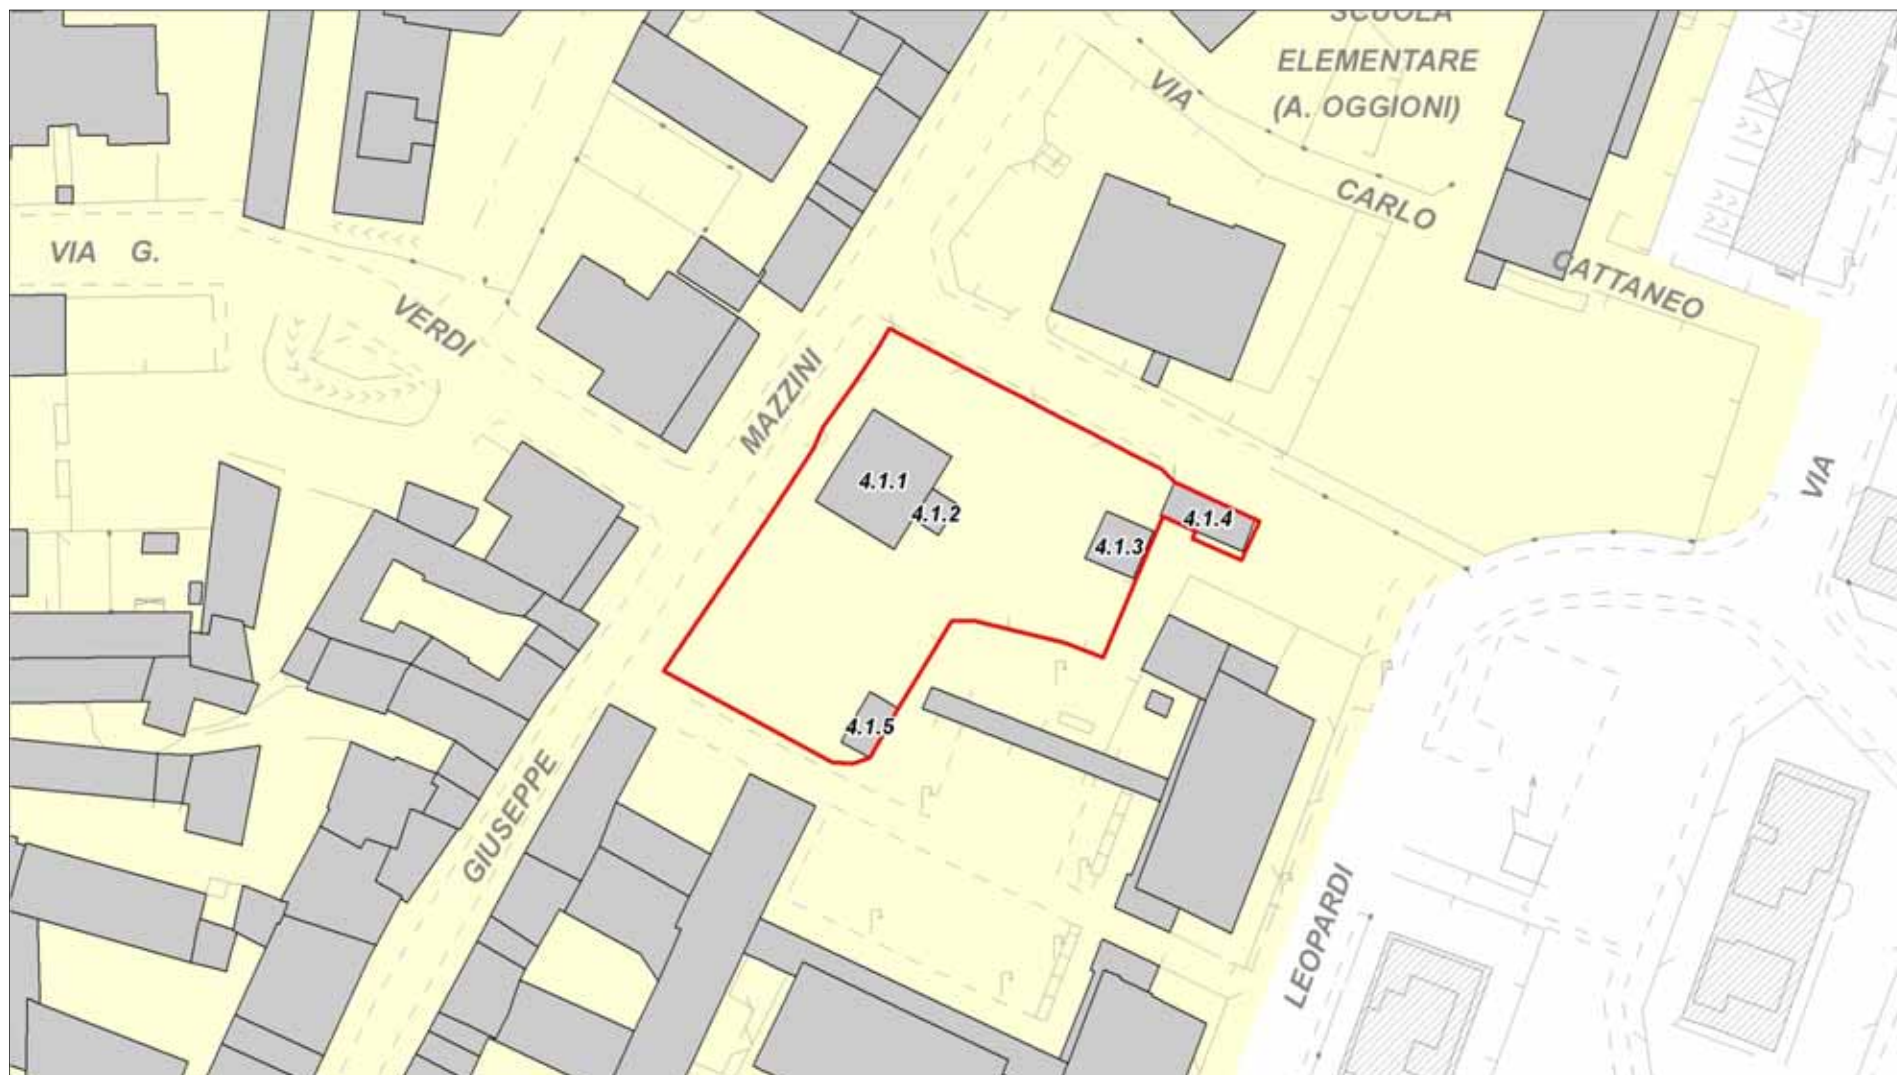 SCUOLA
ELEMENTARE
(A. OGGIONI)
VIA
CARLO
CATTANEO
VIA G.
VERDI
MAZZINI
GIUSEPPE
4.1.1
4.1.2
4.1.3
4.1.4
4.1.5
VIA
LEOPARDI